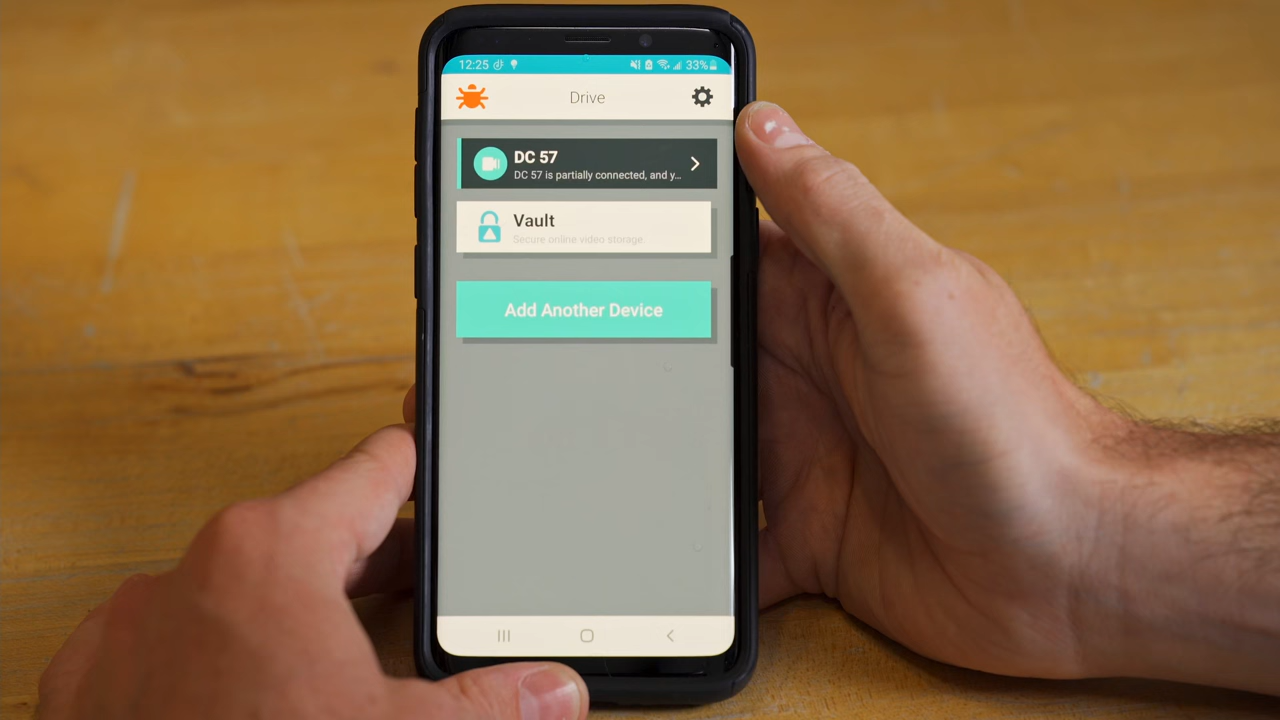 12:25
33%
Drive
DC 57
DC 57 is partially connected, and y...
Vault
Secure online video storage
Add Another Device